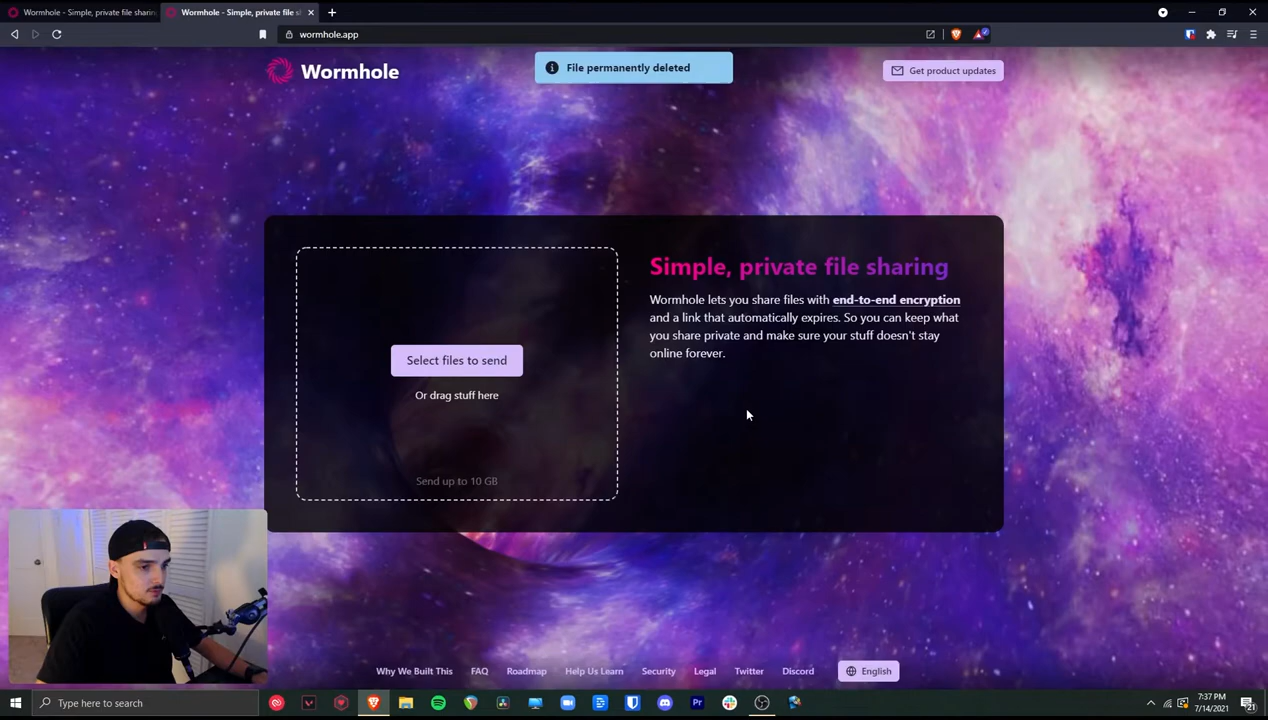 Wormhole - Simple, private file sharin
Wormhole - Simple, private file s
wormhole.app
Wormhole
File permanently deleted
Get product updates
Simple, private file sharing
Wormhole lets you share files with end-to-end encryption
and a link that automatically expires. So you can keep what
you share private and make sure your stuff doesn't stay
online forever.
Select files to send
Or drag stuff here
Send up to 10 GB
Why We Built This FAQ Roadmap Help Us Learn Security Legal Twitter Discord English
Type here to search
Pr
7:37 PM
7/14/2021
21